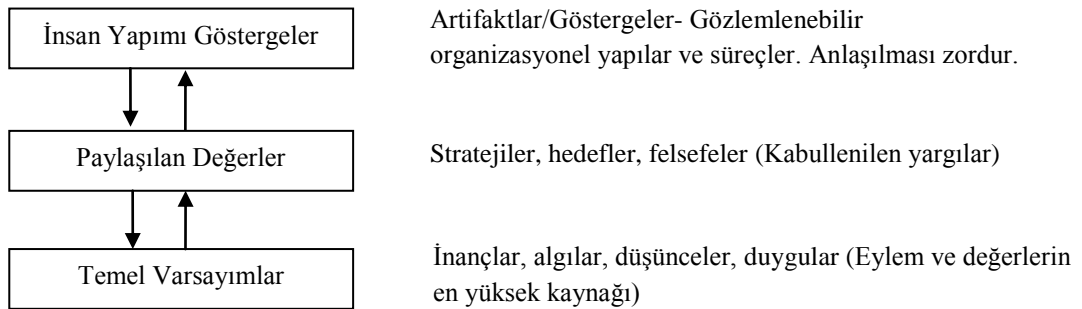 İnsan Yapımı Göstergeler
Artifaktlar/Göstergeler- Gözlemlenebilir
organizasyonel yapılar ve süreçler. Anlaşılması zordur.
Paylaşılan Değerler
Stratejiler, hedefler, felsefeler (Kabullenilen yargılar)
Temel Varsayımlar
İnançlar, algılar, düşünceler, duygular (Eylem ve değerlerin
en yüksek kaynağı)